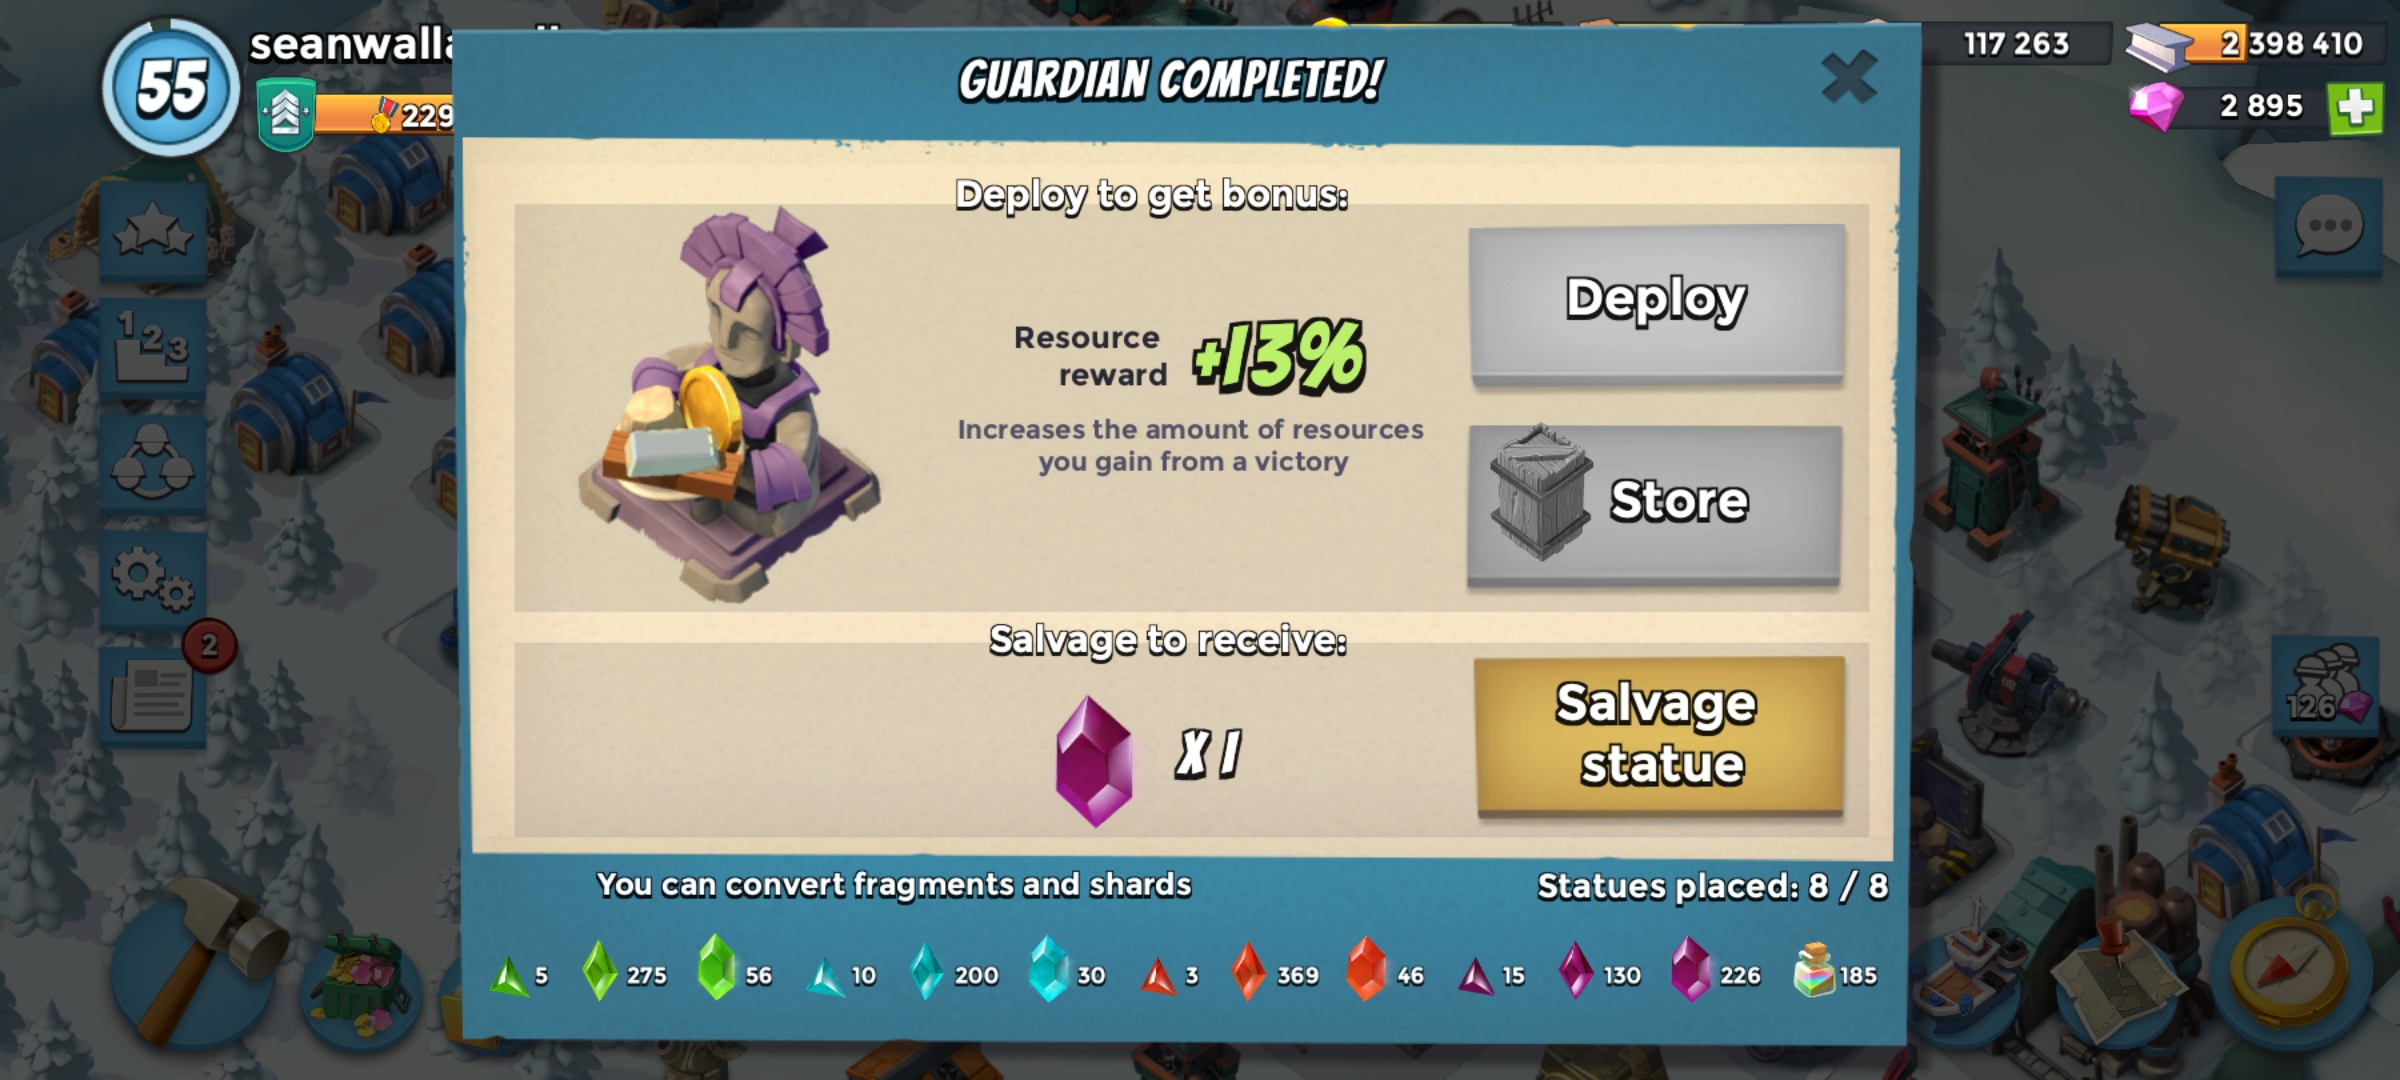 55
229
GUARDIAN COMPLETED!
117 263
2 398 410
2 895
Deploy to get bonus:
Resource
reward
+13%
Increases the amount of resources
you gain from a victory
Deploy
Store
1 2 3
2
Salvage to receive:
X 1
Salvage
statue
126
You can convert fragments and shards
Statues placed: 8 / 8
5
275
56
10
200
30
3
369
46
15
130
226
185